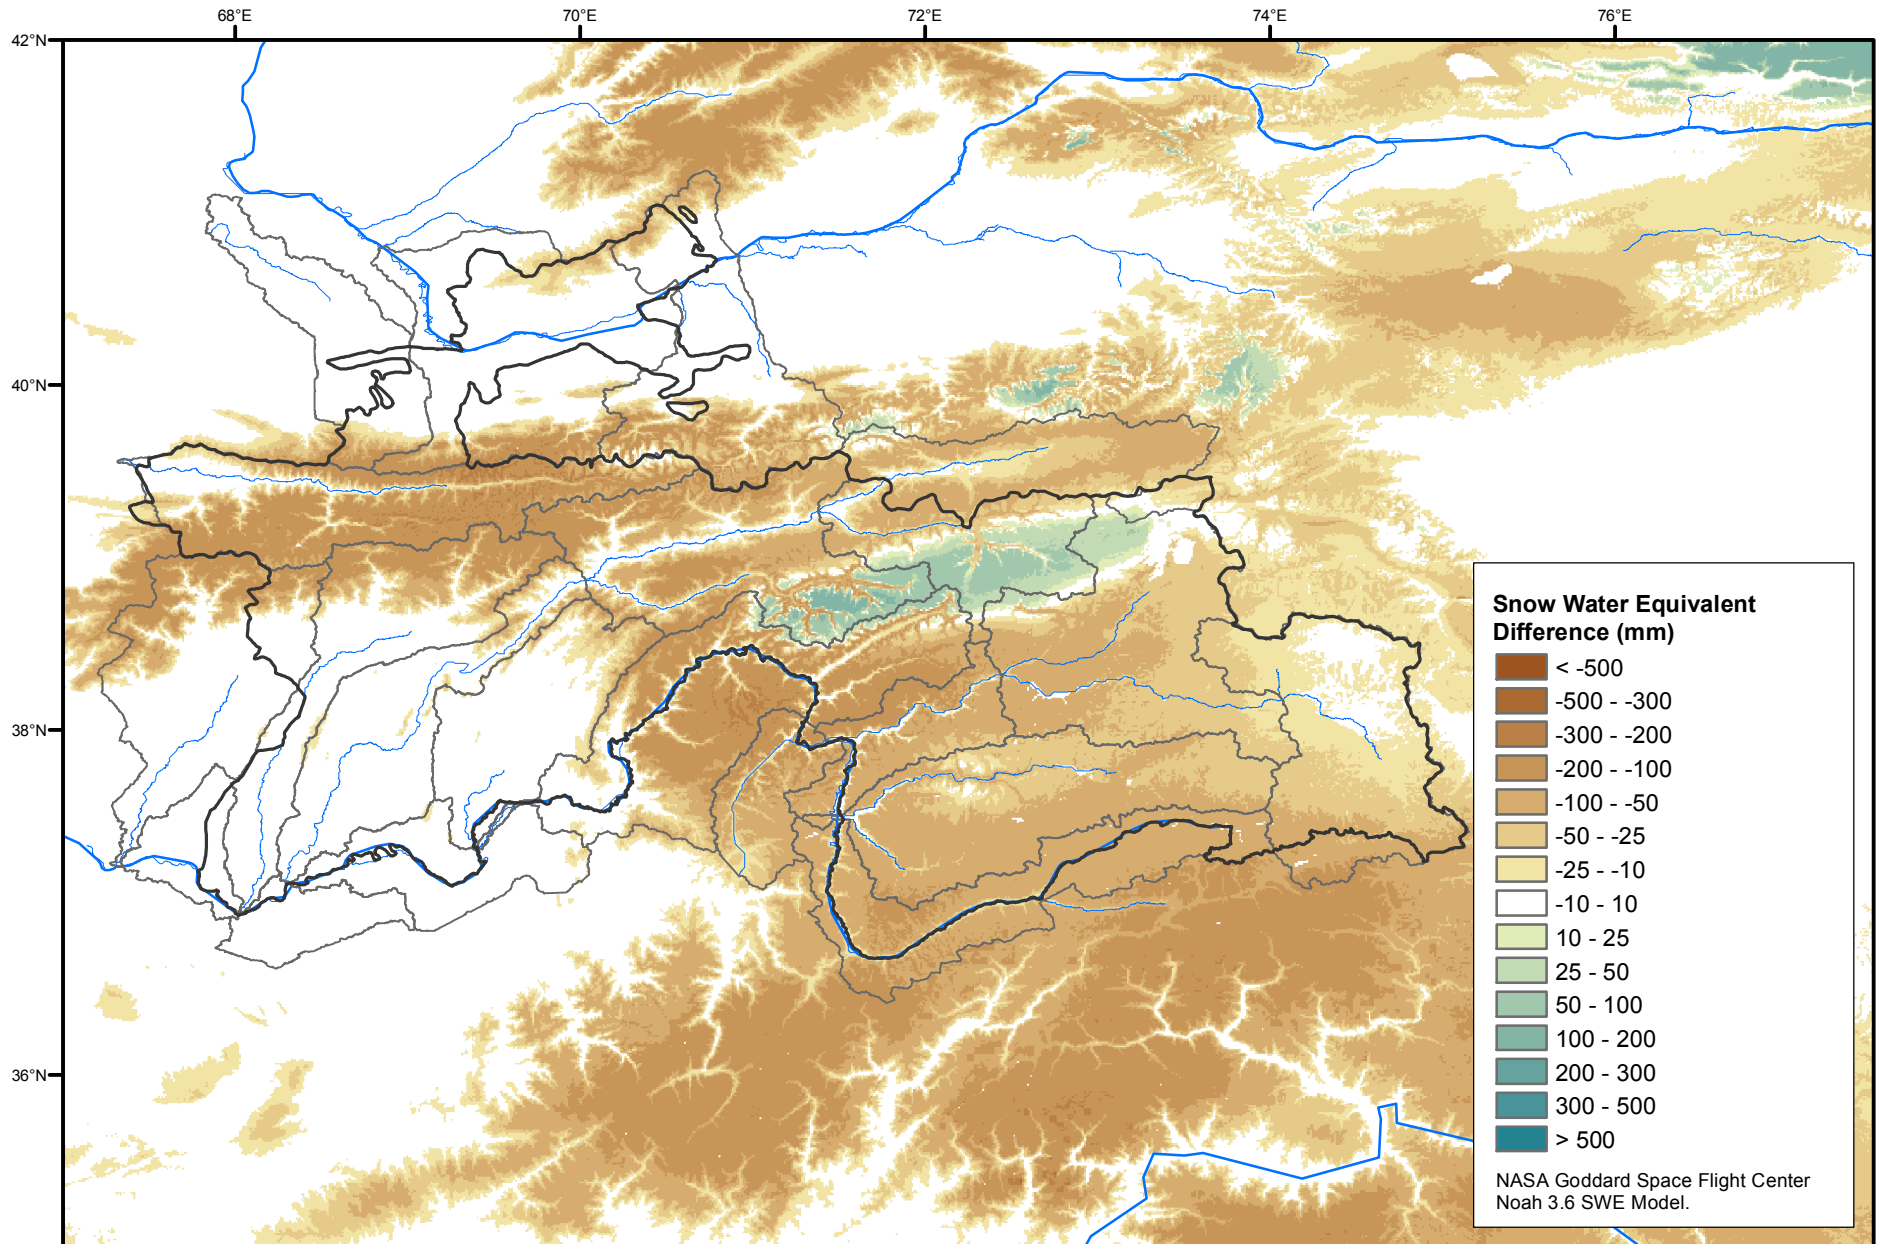 68°E
70°E
72°E
74°E
76°E
42°N
40°N
38°N
36°N
Snow Water Equivalent
Difference (mm)
< -500
-500 - -300
-300 - -200
-200 - -100
-100 - -50
-50 - -25
-25 - -10
-10 - 10
10 - 25
25 - 50
50 - 100
100 - 200
200 - 300
300 - 500
> 500
NASA Goddard Space Flight Center
Noah 3.6 SWE Model.